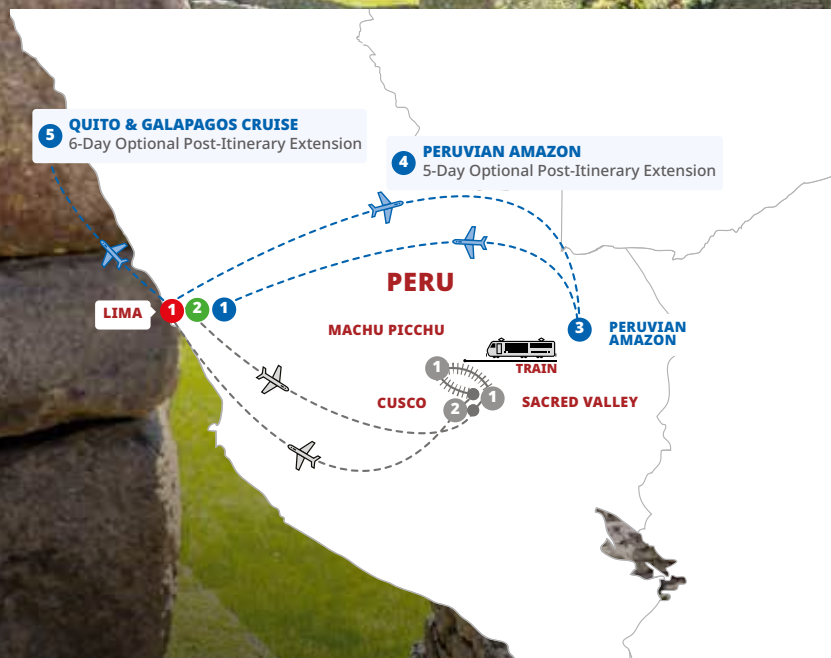 5 QUITO & GALAPAGOS CRUISE
6-Day Optional Post-Itinerary Extension
4 PERUVIAN AMAZON
5-Day Optional Post-Itinerary Extension
PERU
LIMA 1 2 1
MACHU PICCHU
3 PERUVIAN
AMAZON
TRAIN
1
CUSCO 2
1 SACRED VALLEY